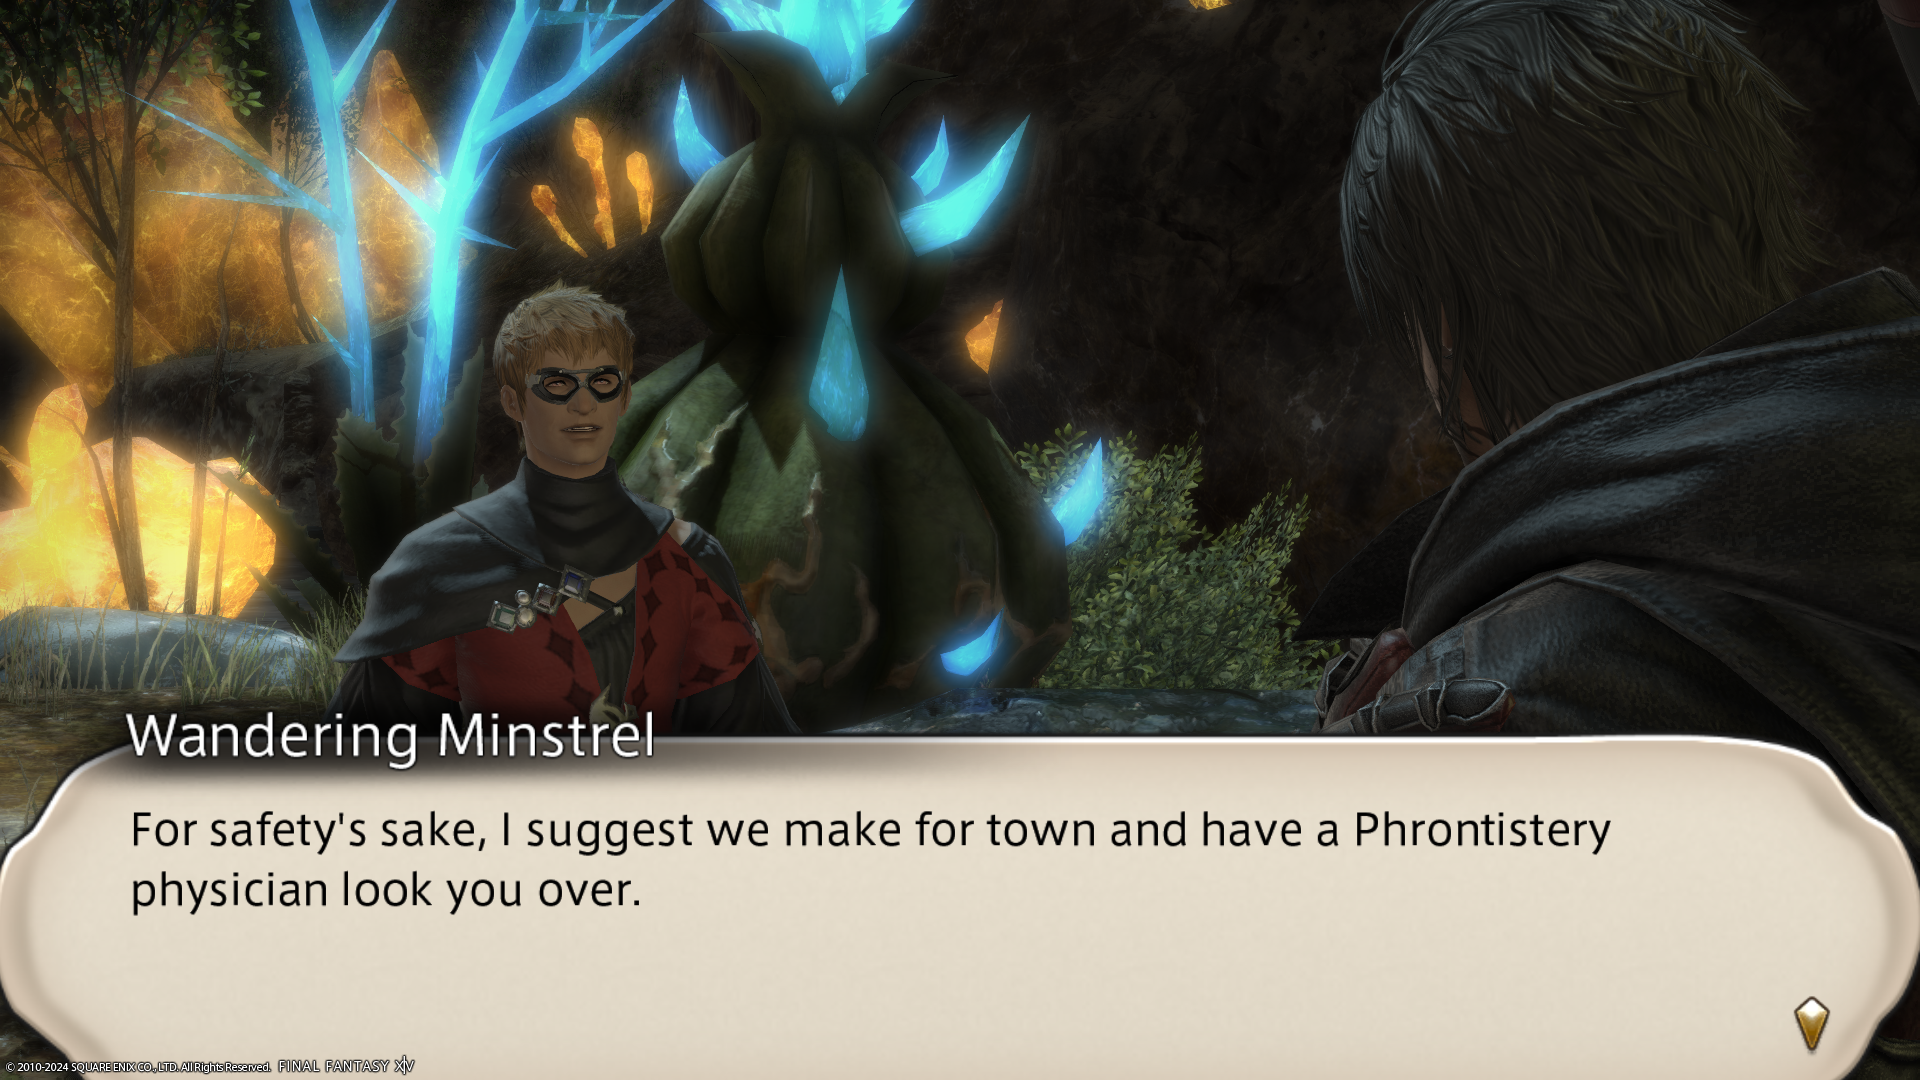 Wandering Minstrel
For safety's sake, I suggest we make for town and have a Phrontistery
physician look you over.
© 2010-2024 SQUARE ENIX CO., LTD. All Rights Reserved. FINAL FANTASY XIV